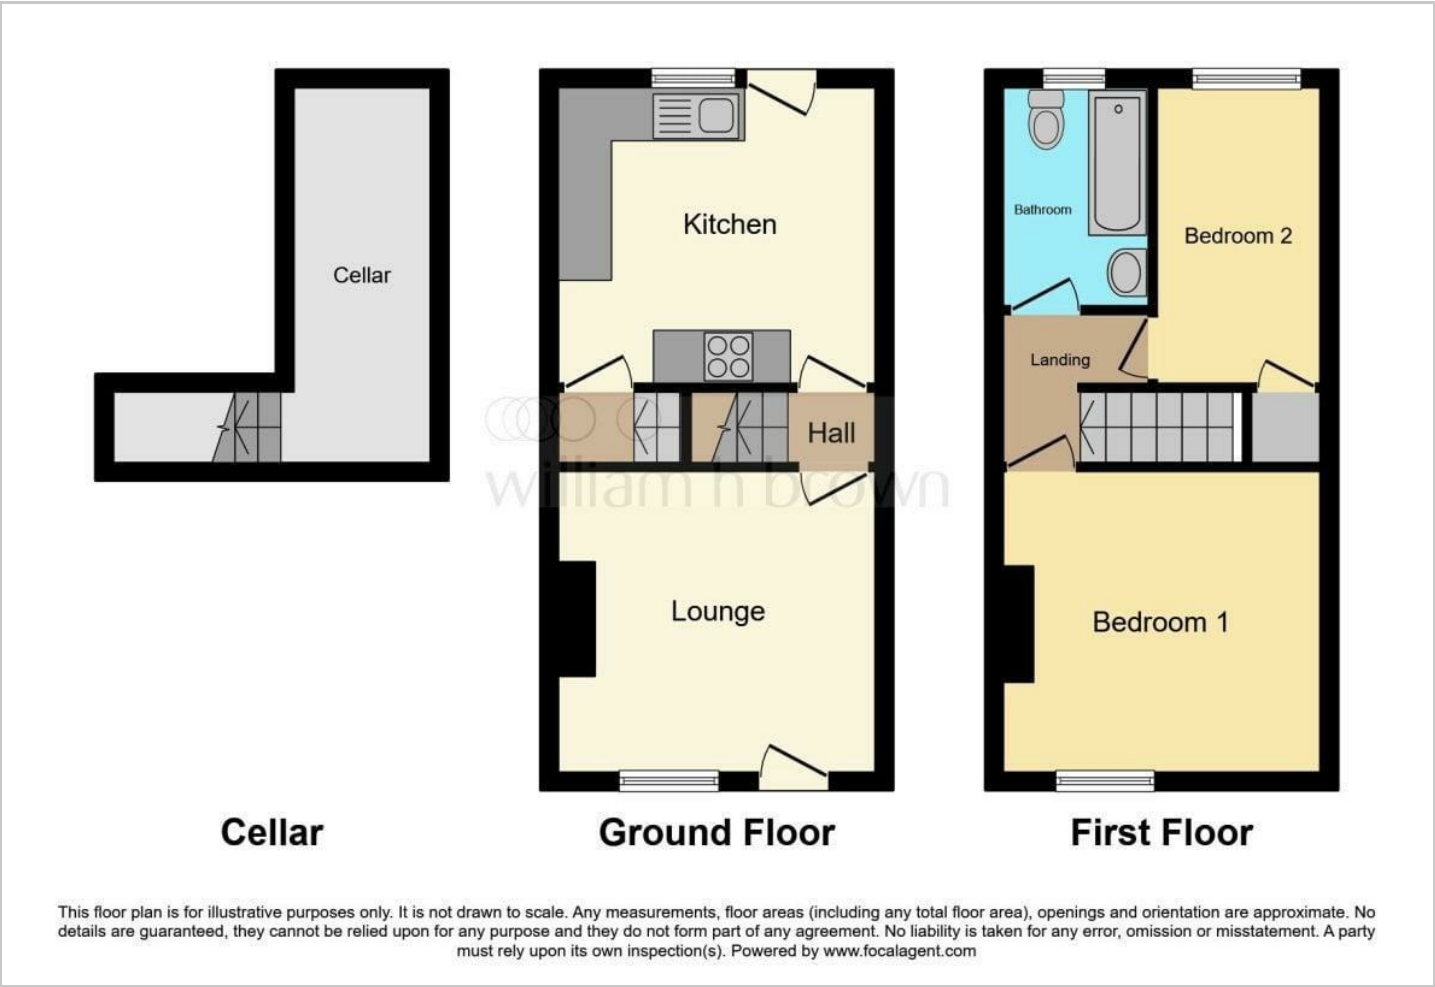 Cellar
Kitchen
Bathroom
Bedroom 2
Landing
Hall
william h brown
Lounge
Bedroom 1
Cellar
Ground Floor
First Floor
This floor plan is for illustrative purposes only. It is not drawn to scale. Any measurements, floor areas (including any total floor area), openings and orientation are approximate. No
details are guaranteed, they cannot be relied upon for any purpose and they do not form part of any agreement. No liability is taken for any error, omission or misstatement. A party
must rely upon its own inspection(s). Powered by www.focalagent.com